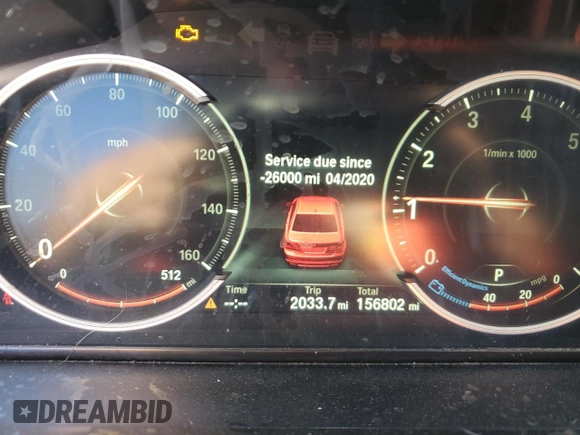 Service due since
-26000 mi 04/2020
0 20 40 60 80 100 120 140 160
mph
0 512 mi
0 1 2 3 4 5
1/min x 1000
P
EfficientDynamics
40 20 0 mpg
Time Trip Total
--:-- 2033.7 mi 156802 mi
DREAMBID